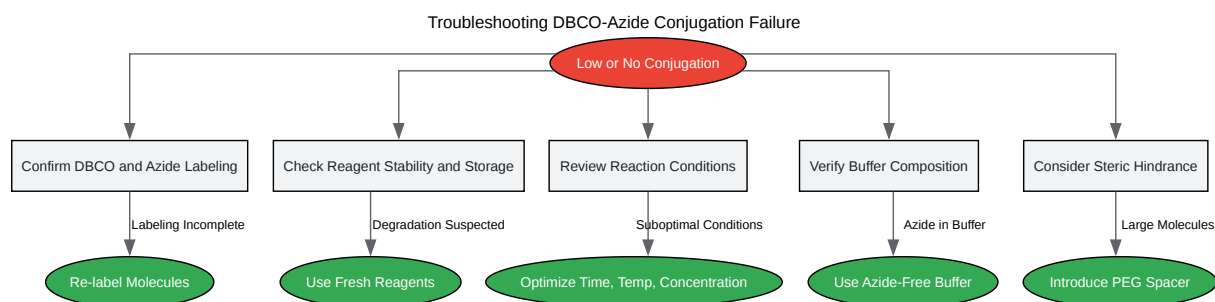 Troubleshooting DBCO-Azide Conjugation Failure
Low or No Conjugation
Confirm DBCO and Azide Labeling
Check Reagent Stability and Storage
Review Reaction Conditions
Verify Buffer Composition
Consider Steric Hindrance
Labeling Incomplete
Degradation Suspected
Suboptimal Conditions
Azide in Buffer
Large Molecules
Re-label Molecules
Use Fresh Reagents
Optimize Time, Temp, Concentration
Use Azide-Free Buffer
Introduce PEG Spacer